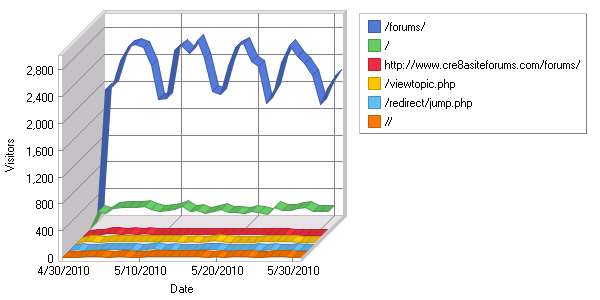 2,800
2,400
2,000
1,600
1,200
800
400
0
Visitors
4/30/2010 5/10/2010 5/20/2010 5/30/2010
Date
/forums/
/
http://www.cre8asiteforums.com/forums/
/viewtopic.php
/redirect/jump.php
//